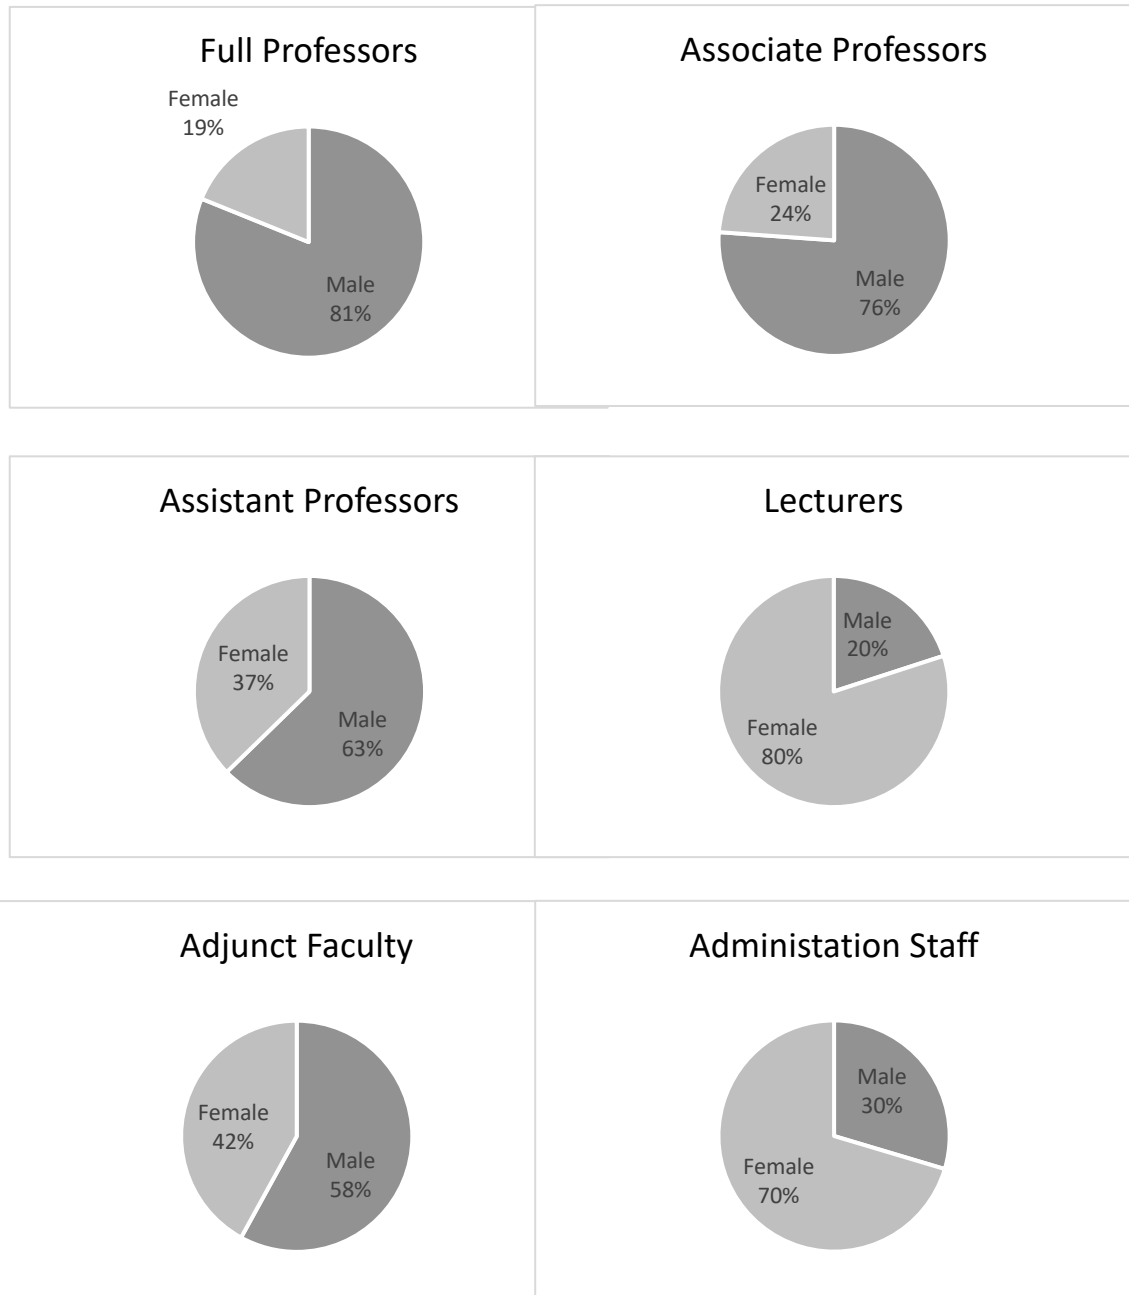 Full Professors
Female
19%
Male
81%
Associate Professors
Female
24%
Male
76%
Assistant Professors
Female
37%
Male
63%
Lecturers
Male
20%
Female
80%
Adjunct Faculty
Female
42%
Male
58%
Administation Staff
Male
30%
Female
70%